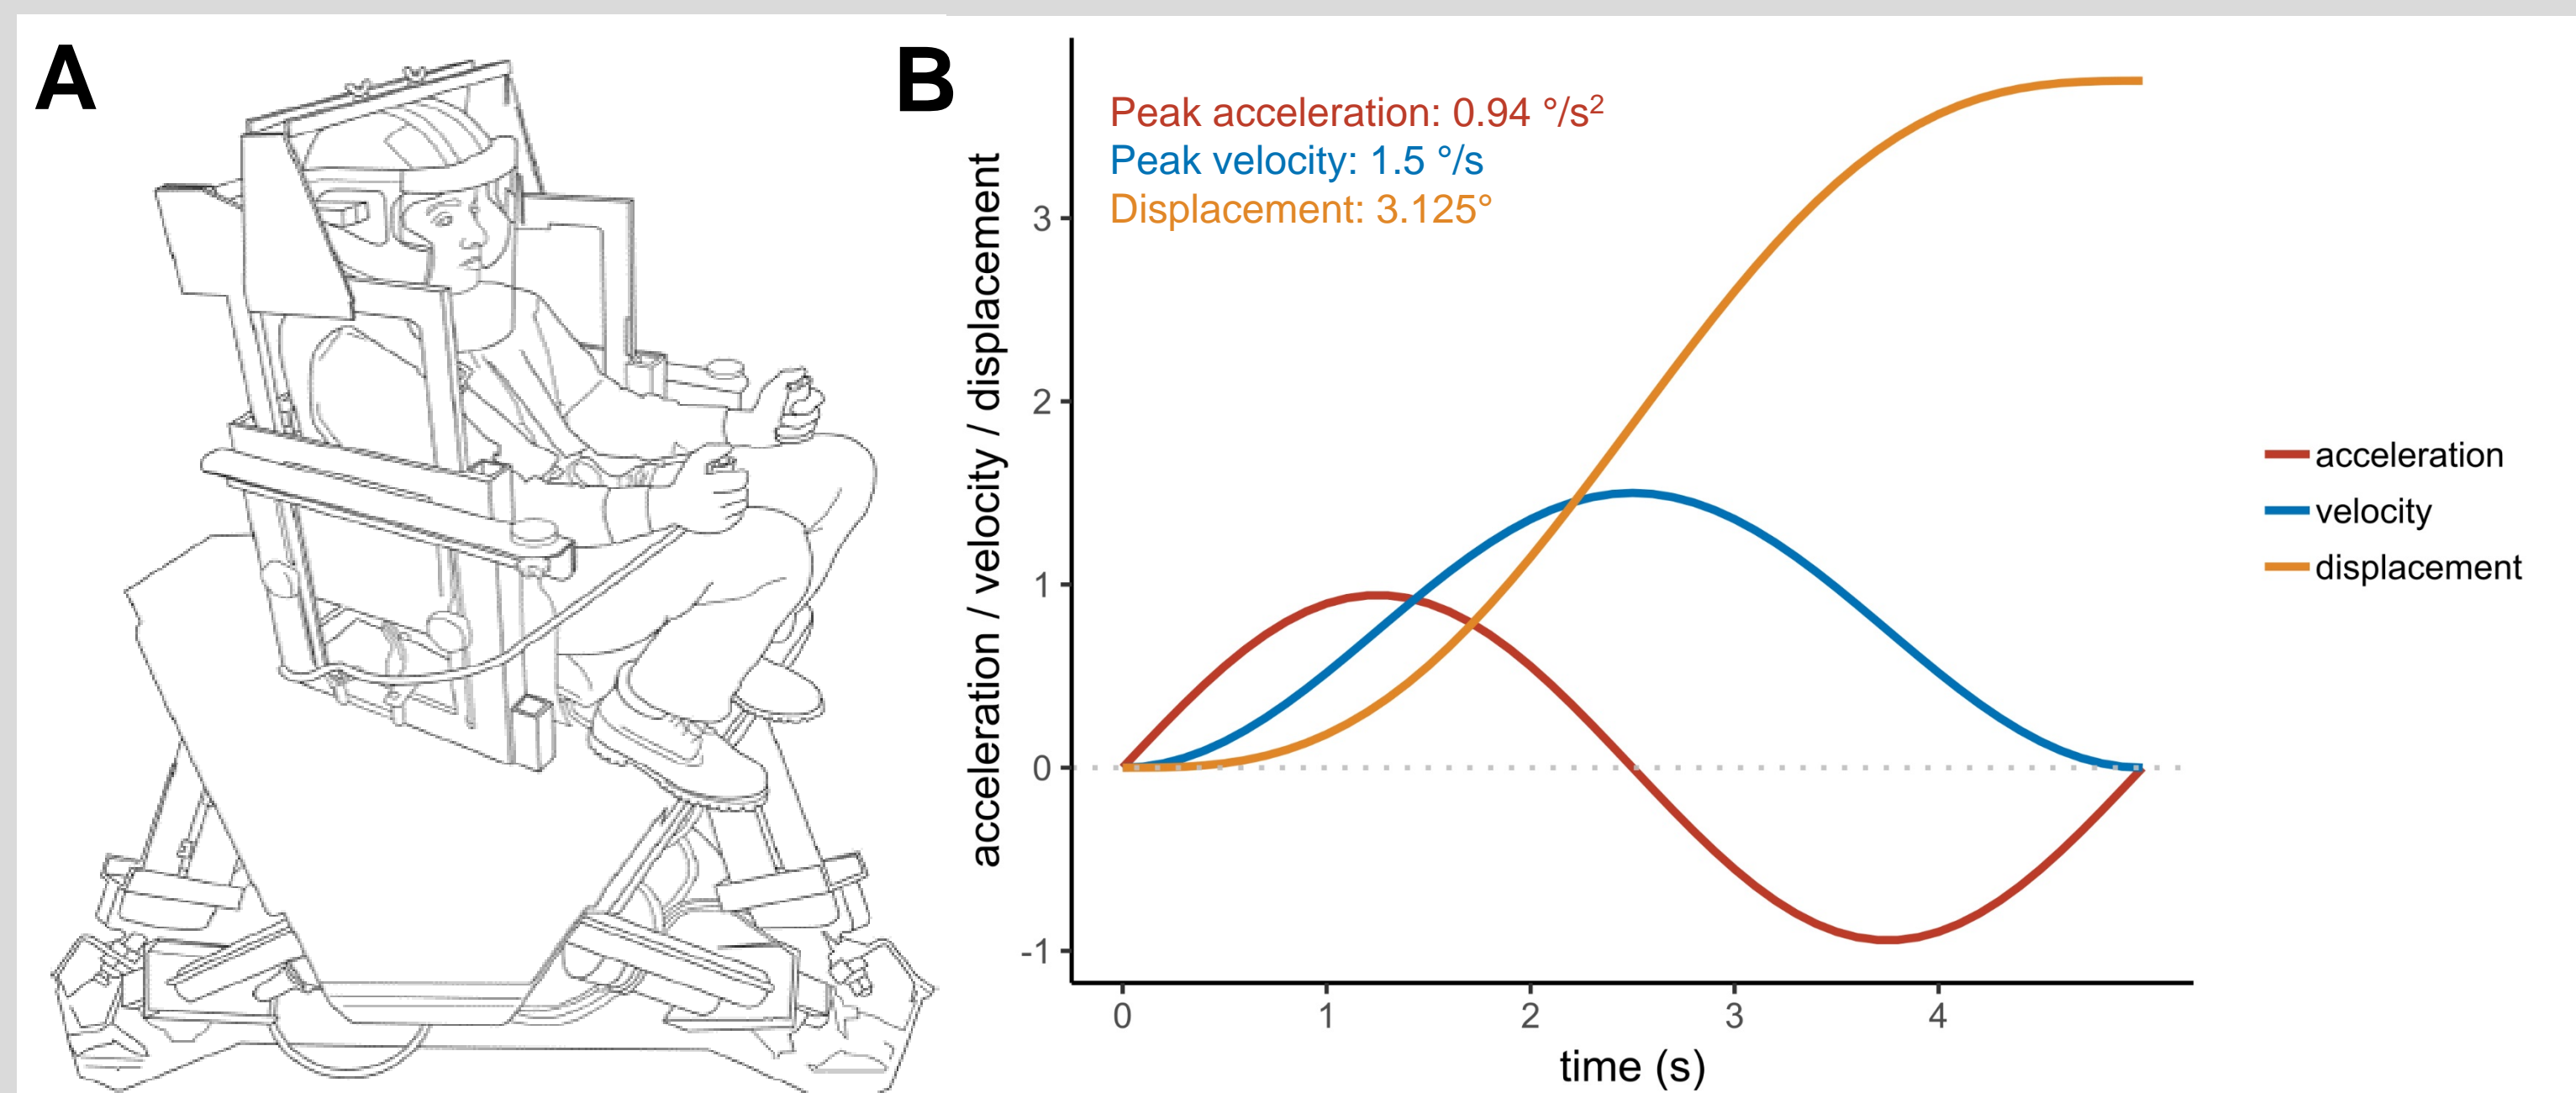 A
B
Peak acceleration: 0.94 °/s²
Peak velocity: 1.5 °/s
Displacement: 3.125°
acceleration / velocity / displacement
3
2
1
0
-1
0 1 2 3 4
time (s)
acceleration
velocity
displacement